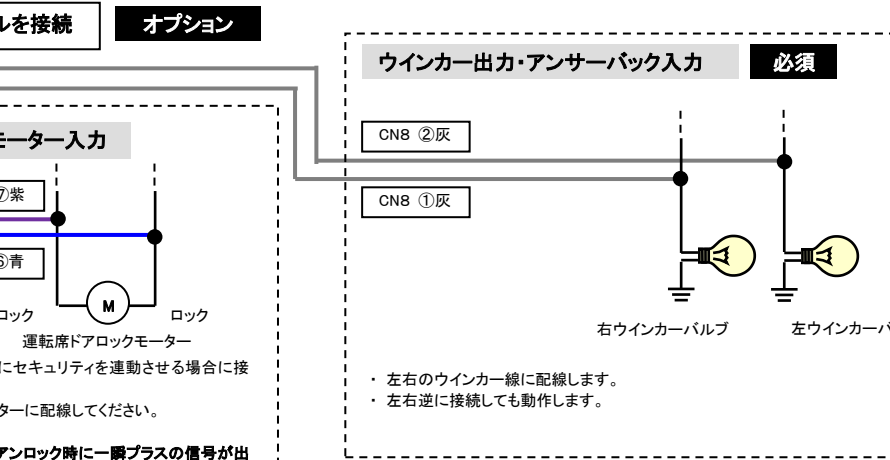 ルを接続
オプション
ウインカー出力・アンサーバック入力
必須
CN8 ②灰
CN8 ①灰
右ウインカーバルブ
左ウインカーバ
・ 左右のウインカー線に配線します。
・ 左右逆に接続しても動作します。
モーター入力
⑦紫
⑥青
M
ロック
ロック
運転席ドアロックモーター
にセキュリティを連動させる場合に接
ターに配線してください。
アンロック時に一瞬プラスの信号が出